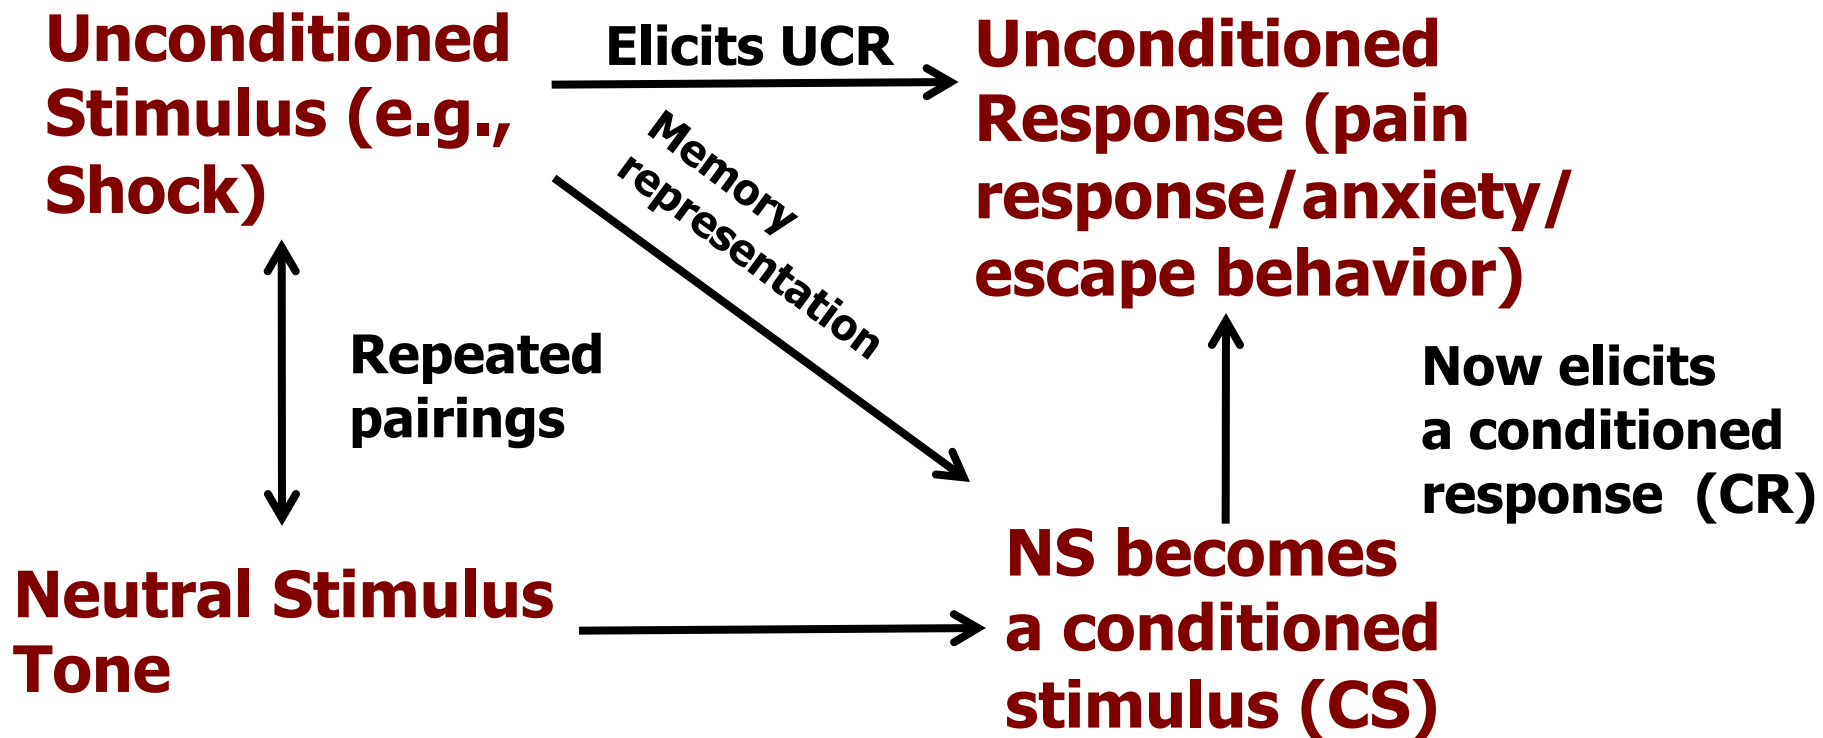 Unconditioned
Stimulus (e.g.,
Shock)
Elicits UCR
Unconditioned
Response (pain
response/anxiety/
escape behavior)
Memory
representation
Repeated
pairings
Now elicits
a conditioned
response (CR)
Neutral Stimulus
Tone
NS becomes
a conditioned
stimulus (CS)